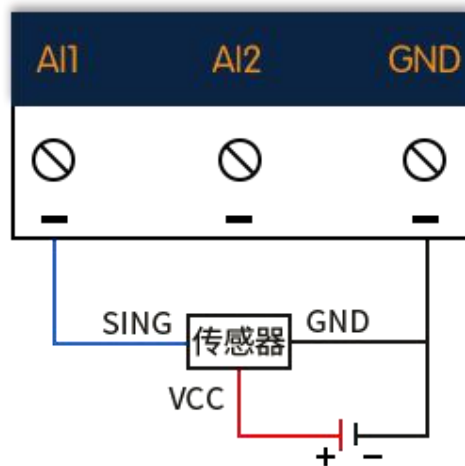 AI1 AI2 GND
SING 传感器 GND
VCC
+ −